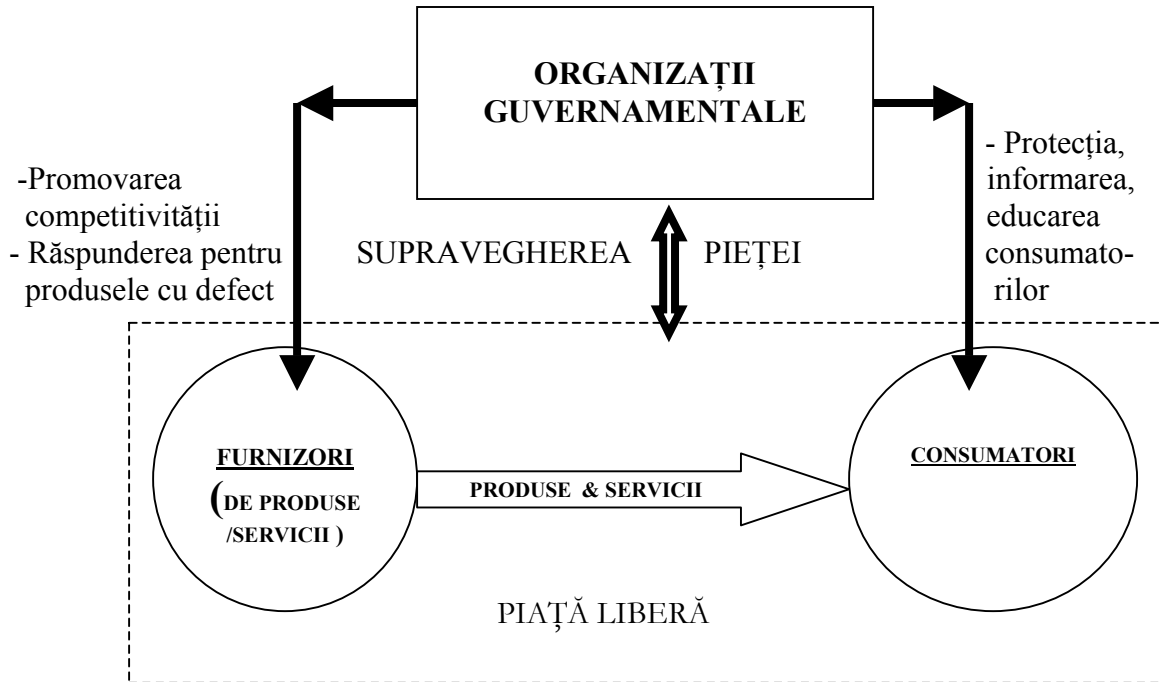 ORGANIZAȚII
GUVERNAMENTALE
-Promovarea
competitivității
- Răspunderea pentru
produsele cu defect
- Protecția,
informarea,
educarea
consumato-
rilor
SUPRAVEGHEREA PIEȚEI
FURNIZORI
(DE PRODUSE
/SERVICII )
PRODUSE & SERVICII
CONSUMATORI
PIAȚĂ LIBERĂ